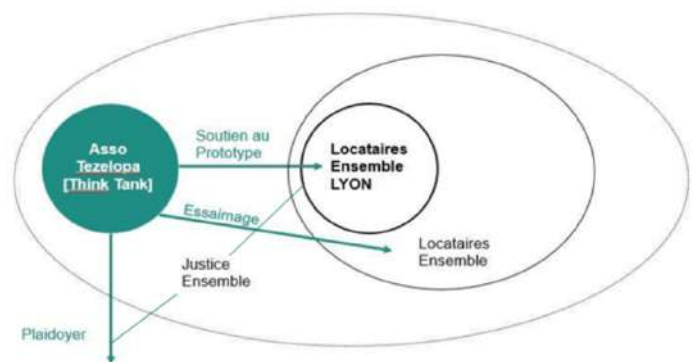 Asso
Tezelopa
[Think Tank]
Soutien au
Prototype
Locataires
Ensemble
LYON
Essaimage
Locataires
Ensemble
Justice
Ensemble
Plaidoyer